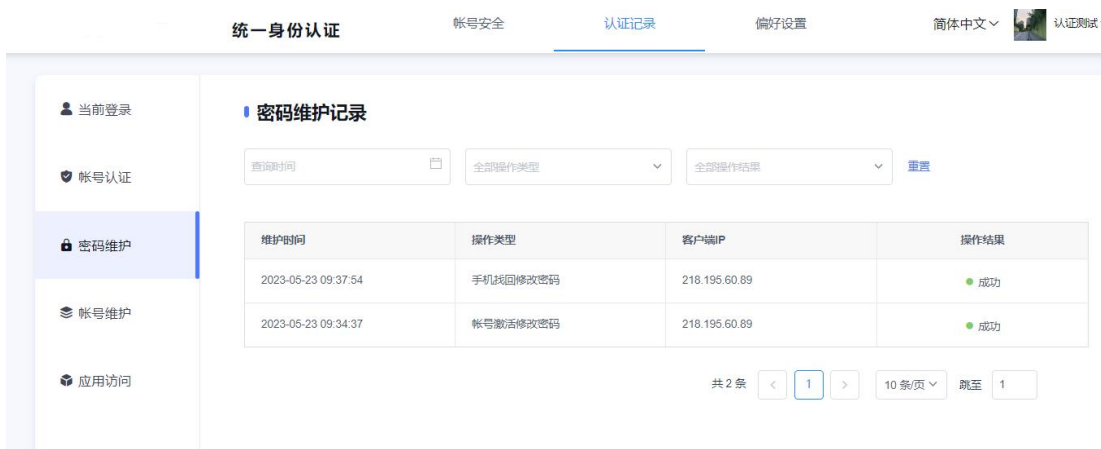 统一身份认证
帐号安全
认证记录
偏好设置
简体中文
认证测试
当前登录
帐号认证
密码维护
帐号维护
应用访问
密码维护记录
查询时间
全部操作类型
全部操作结果
重置
维护时间 操作类型 客户端IP 操作结果
2023-05-23 09:37:54 手机找回修改密码 218.195.60.89 成功
2023-05-23 09:34:37 帐号激活修改密码 218.195.60.89 成功
共 2 条 < 1 > 10 条/页 跳至 1